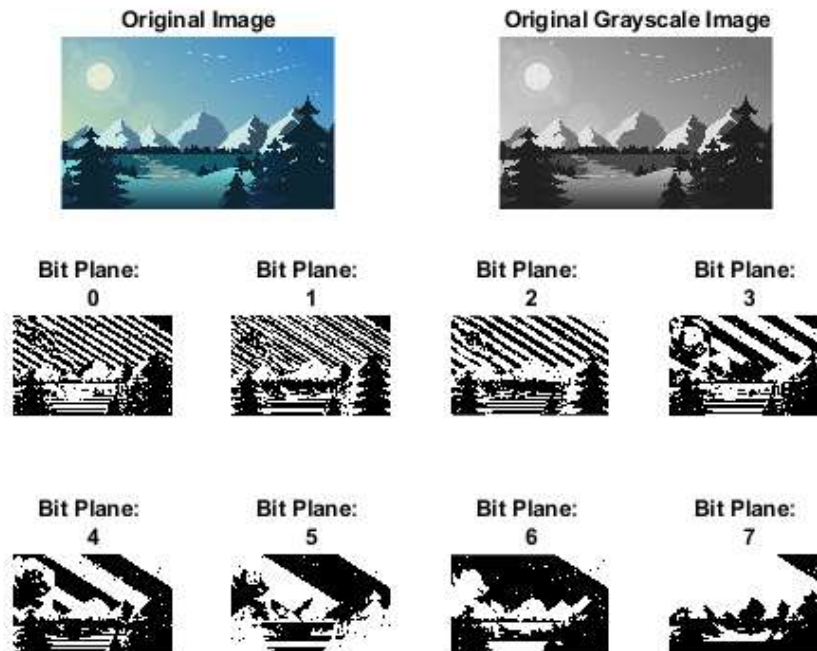 Original Image
Original Grayscale Image
Bit Plane:
0
Bit Plane:
1
Bit Plane:
2
Bit Plane:
3
Bit Plane:
4
Bit Plane:
5
Bit Plane:
6
Bit Plane:
7